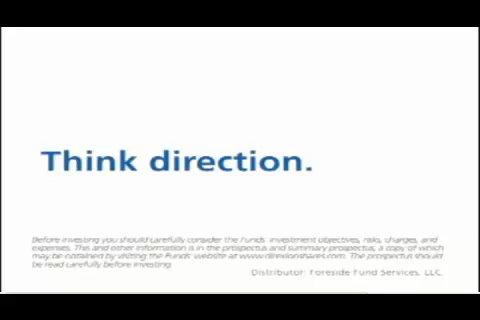 Think direction.
Before investing you should carefully consider the Funds' investment objectives, risks, charges, and
expenses. This and other information is in the prospectus and summary prospectus, a copy of which
may be obtained by visiting the Funds' website at www.direxionshares.com. The prospectus should
be read carefully before investing.
Distributor: Foreside Fund Services, LLC.